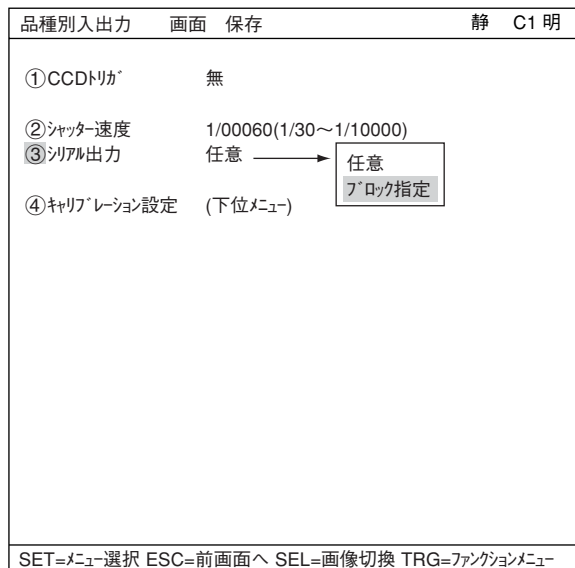 品種別入出力 画面 保存 静 C1 明
①CCDﾄﾘｶﾞ 無
②ｼｬｯﾀｰ速度 1/00060(1/30～1/10000)
③ｼﾘｱﾙ出力 任意
任意
ﾌﾞﾛｯｸ指定
④ｷｬﾘﾌﾞﾚｰｼｮﾝ設定 (下位ﾒﾆｭｰ)
SET=ﾒﾆｭｰ選択 ESC=前画面へ SEL=画像切換 TRG=ﾌｧﾝｸｼｮﾝﾒﾆｭｰ